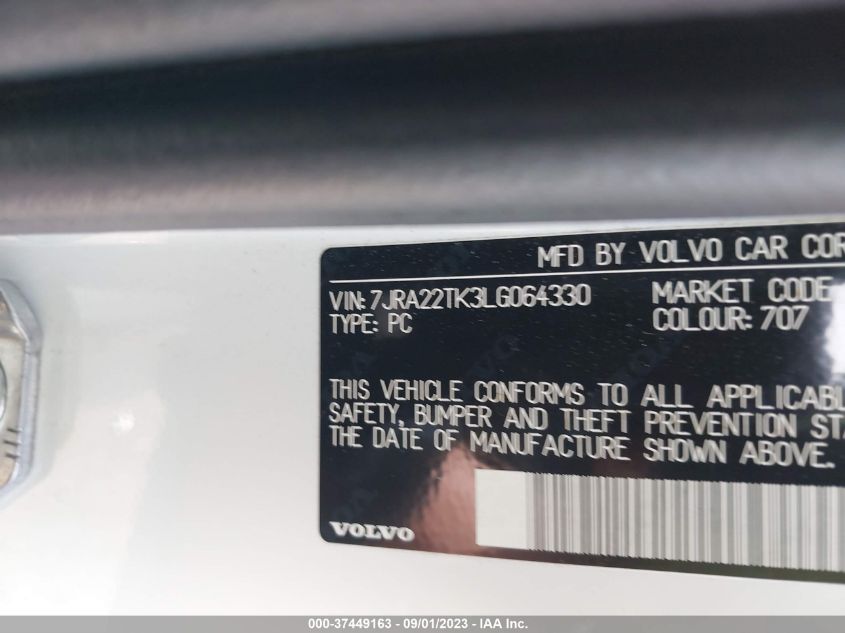 MFD BY VOLVO CAR COR
VIN: 7JRA22TK3LG064330 MARKET CODE
TYPE: PC COLOUR: 707
THIS VEHICLE CONFORMS TO ALL APPLICABL
SAFETY, BUMPER AND THEFT PREVENTION STA
THE DATE OF MANUFACTURE SHOWN ABOVE.
VOLVO
000-37449163 - 09/01/2023 - IAA Inc.